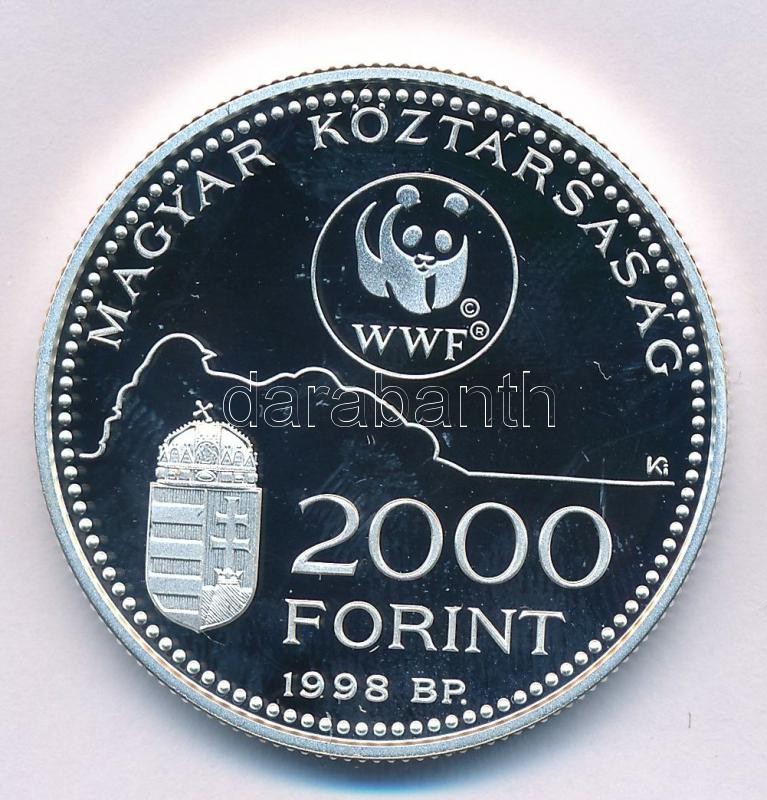 MAGYAR KÖZTÁRSASÁG
© ®
WWF
darabanth
Ki
2000
FORINT
1998 BP.